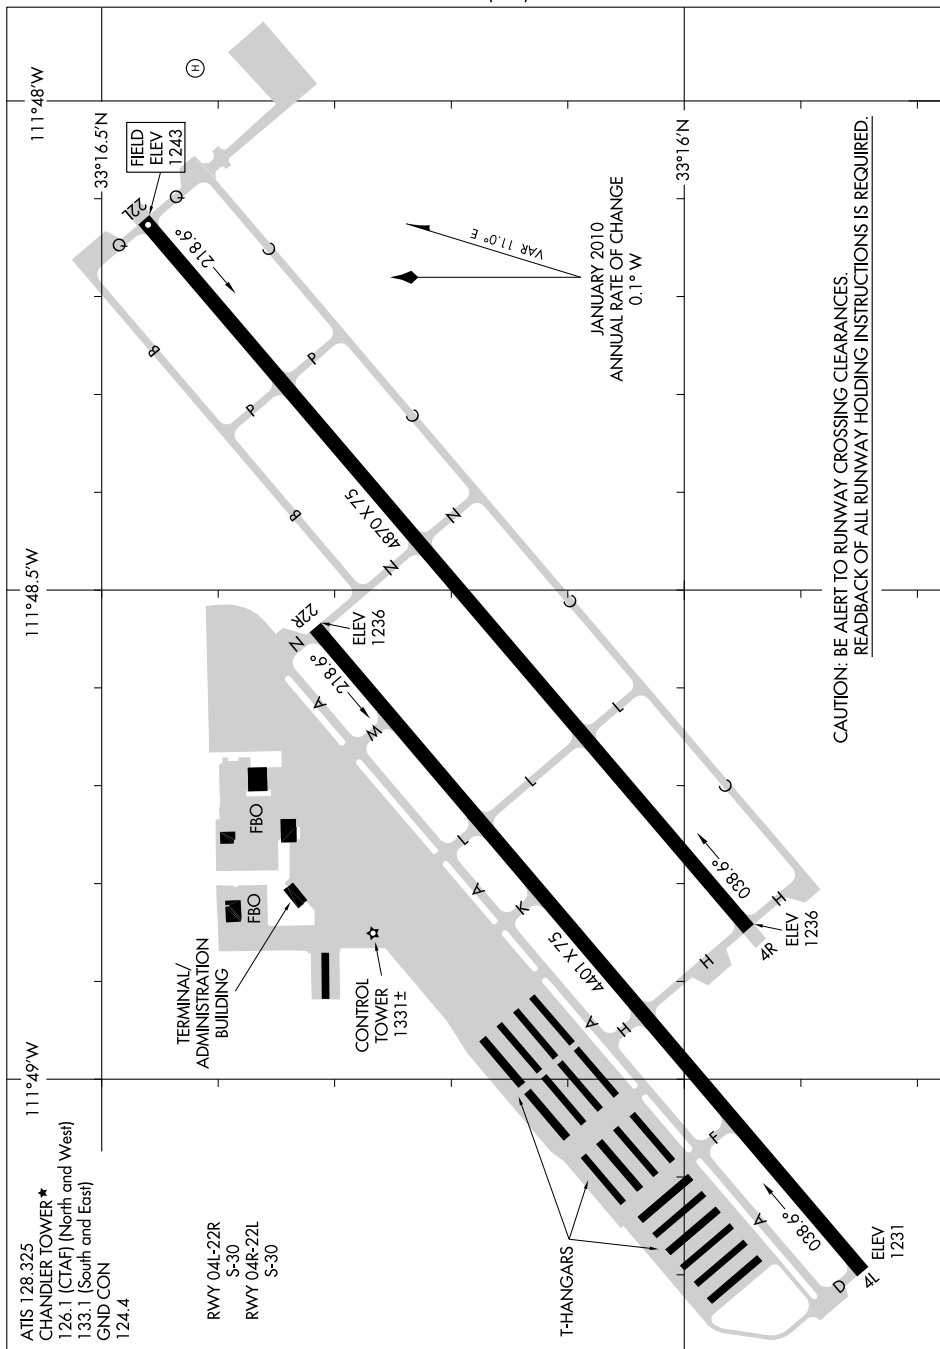 ATIS 128.325
CHANDLER TOWER★
126.1 (CTAF) (North and West)
133.1 (South and East)
GND CON
124.4
RWY 04L-22R
S-30
RWY 04R-22L
S-30
111°49'W
111°48.5'W
111°48'W
33°16.5'N
33°16'N
FIELD
ELEV
1243
H
22L
218.6°
Q
Q
B
C
P
P
C
B
4870 X 75
N
N
C
VAR 11.0° E
JANUARY 2010
ANNUAL RATE OF CHANGE
0.1° W
22R
ELEV
1236
N
218.6°
A
W
L
L
L
C
FBO
FBO
TERMINAL/
ADMINISTRATION
BUILDING
CONTROL
TOWER
1331±
A
K
4401 X 75
A
H
H
H
038.6°
4R
ELEV
1236
T-HANGARS
F
A
038.6°
D
4L
ELEV
1231
CAUTION: BE ALERT TO RUNWAY CROSSING CLEARANCES.
READBACK OF ALL RUNWAY HOLDING INSTRUCTIONS IS REQUIRED.